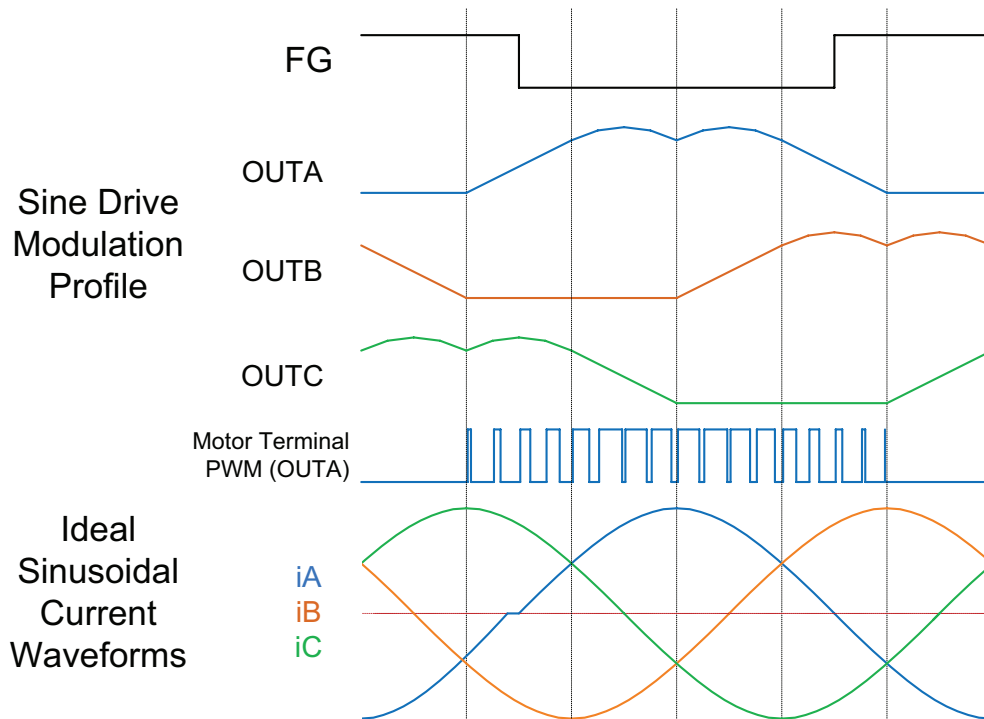 FG
Sine Drive
Modulation
Profile
OUTA
OUTB
OUTC
Motor Terminal
PWM (OUTA)
Ideal
Sinusoidal
Current
Waveforms
iA
iB
iC